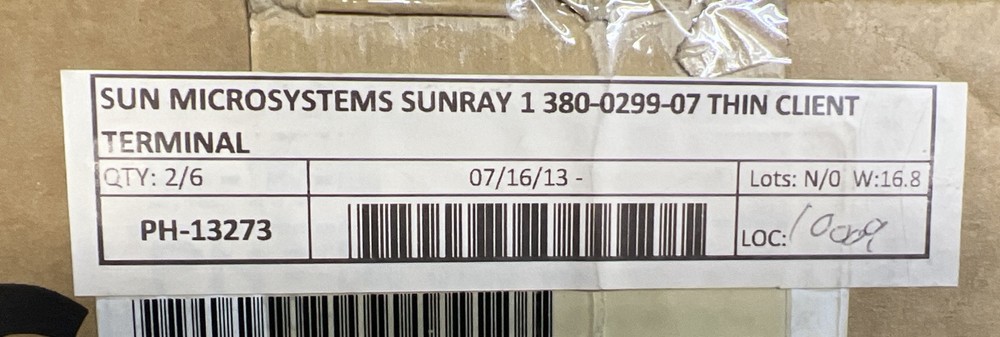 SUN MICROSYSTEMS SUNRAY 1 380-0299-07 THIN CLIENT
TERMINAL
QTY: 2/6 07/16/13 - Lots: N/0 W:16.8
PH-13273 LOC: